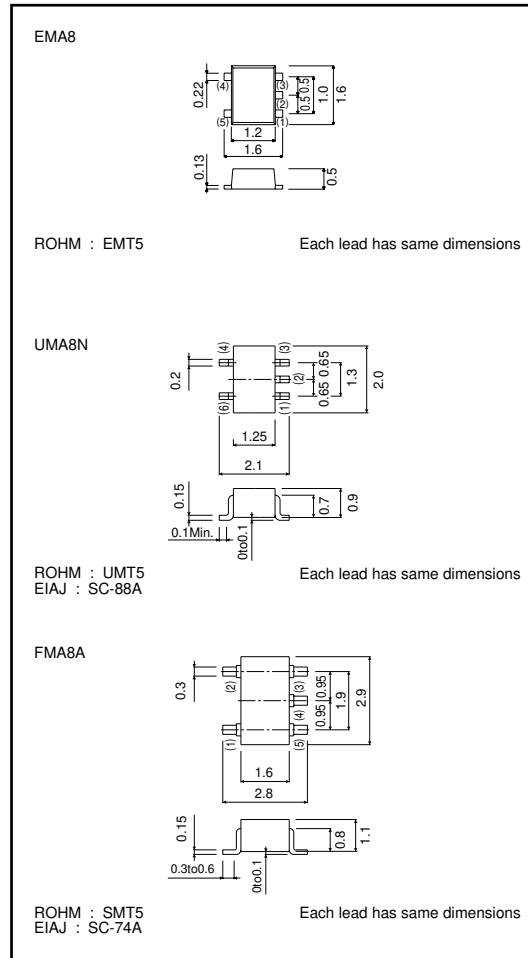 EMA8
0.22
(4)
(3)
(2)
(5)
(1)
0.5
0.5
1.0
1.6
1.2
1.6
0.13
0.5
ROHM : EMT5
Each lead has same dimensions
UMA8N
0.2
(4)
(3)
(2)
(6)
(1)
0.65
0.65
1.3
2.0
1.25
2.1
0.15
0.1Min.
0to0.1
0.7
0.9
ROHM : UMT5
Each lead has same dimensions
EIAJ : SC-88A
FMA8A
0.3
(2)
(3)
(4)
(1)
(5)
0.95
0.95
1.9
2.9
1.6
2.8
0.15
0.3to0.6
0to0.1
0.8
1.1
ROHM : SMT5
Each lead has same dimensions
EIAJ : SC-74A